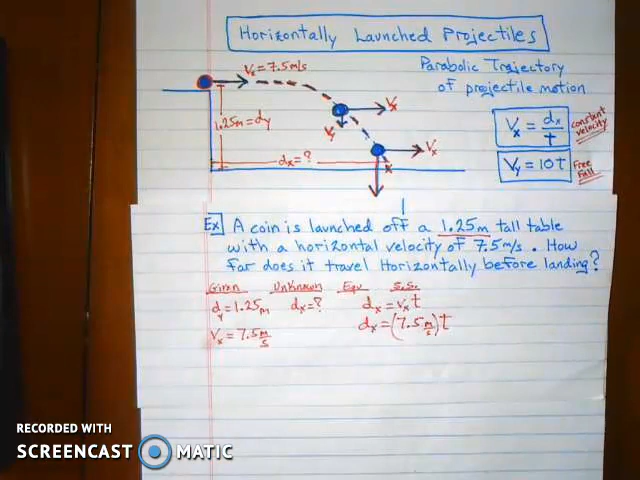 Horizontally Launched Projectiles
Vx = 7.5m/s
Parabolic Trajectory
of projectile motion
Vx
1.25m = dy
Vy
Vx = dx/t
constant velocity
Vx
dx = ?
Vy = 10t
Free Fall
Ex A coin is launched off a 1.25m tall table
with a horizontal velocity of 7.5m/s. How
far does it travel Horizontally before landing?
Given Unknown Equ S.S.
dy = 1.25m dx = ? dx = vx t
dx = (7.5 m/s) t
Vx = 7.5 m/s
RECORDED WITH
SCREENCAST MATIC